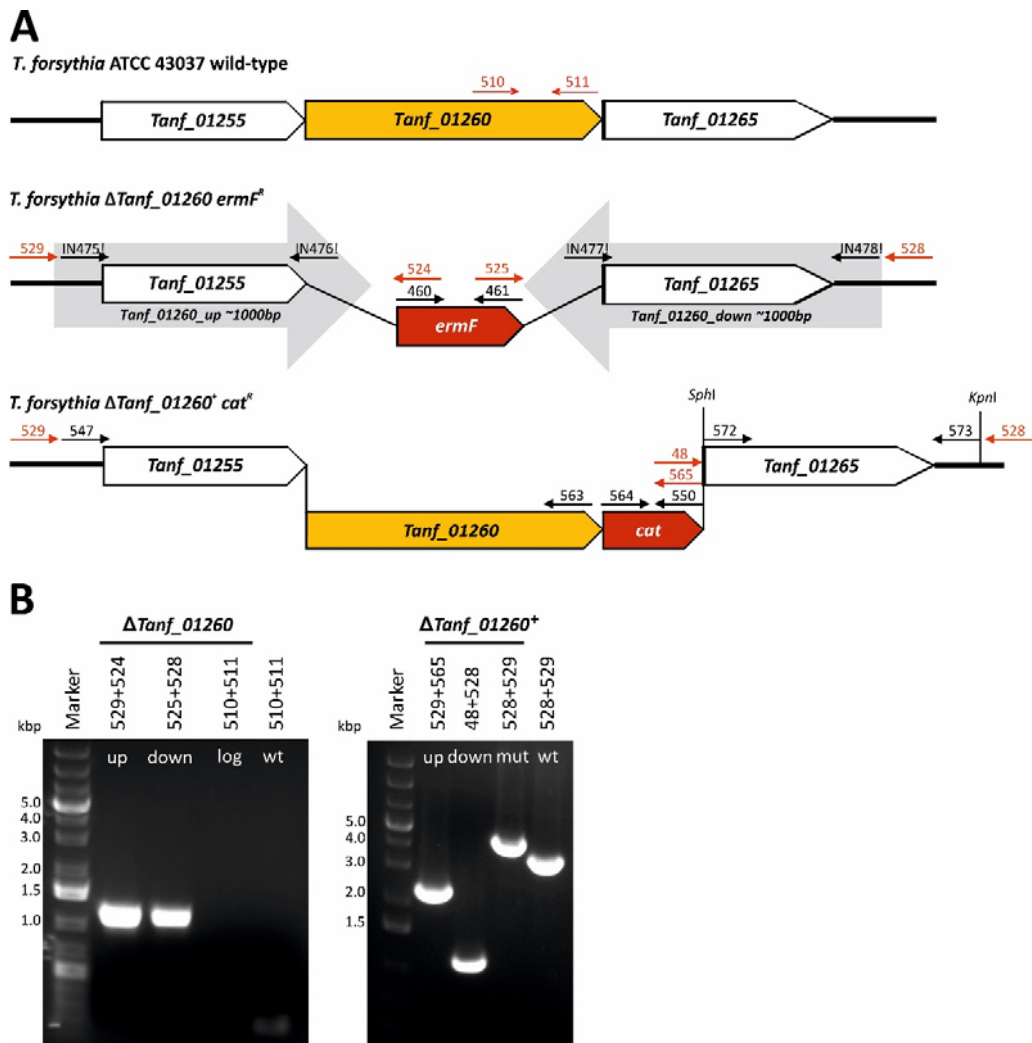 A
T. forsythia ATCC 43037 wild-type
510 511
Tanf_01255 Tanf_01260 Tanf_01265
T. forsythia ΔTanf_01260 ermFᴿ
529 IN475! IN476! IN477! IN478! 528
524 525
Tanf_01255 460 461 Tanf_01265
Tanf_01260_up ~1000bp ermF Tanf_01260_down ~1000bp
T. forsythia ΔTanf_01260⁺ catᴿ
SphI KpnI
529 547 572 573 528
48
Tanf_01255 565 Tanf_01265
563 564 550
Tanf_01260 cat
B
ΔTanf_01260 ΔTanf_01260⁺
kbp Marker 529+524 525+528 510+511 510+511
up down log wt
5.0
4.0
3.0
2.0
1.5
1.0
kbp Marker 529+565 48+528 528+529 528+529
up down mut wt
5.0
4.0
3.0
2.0
1.5